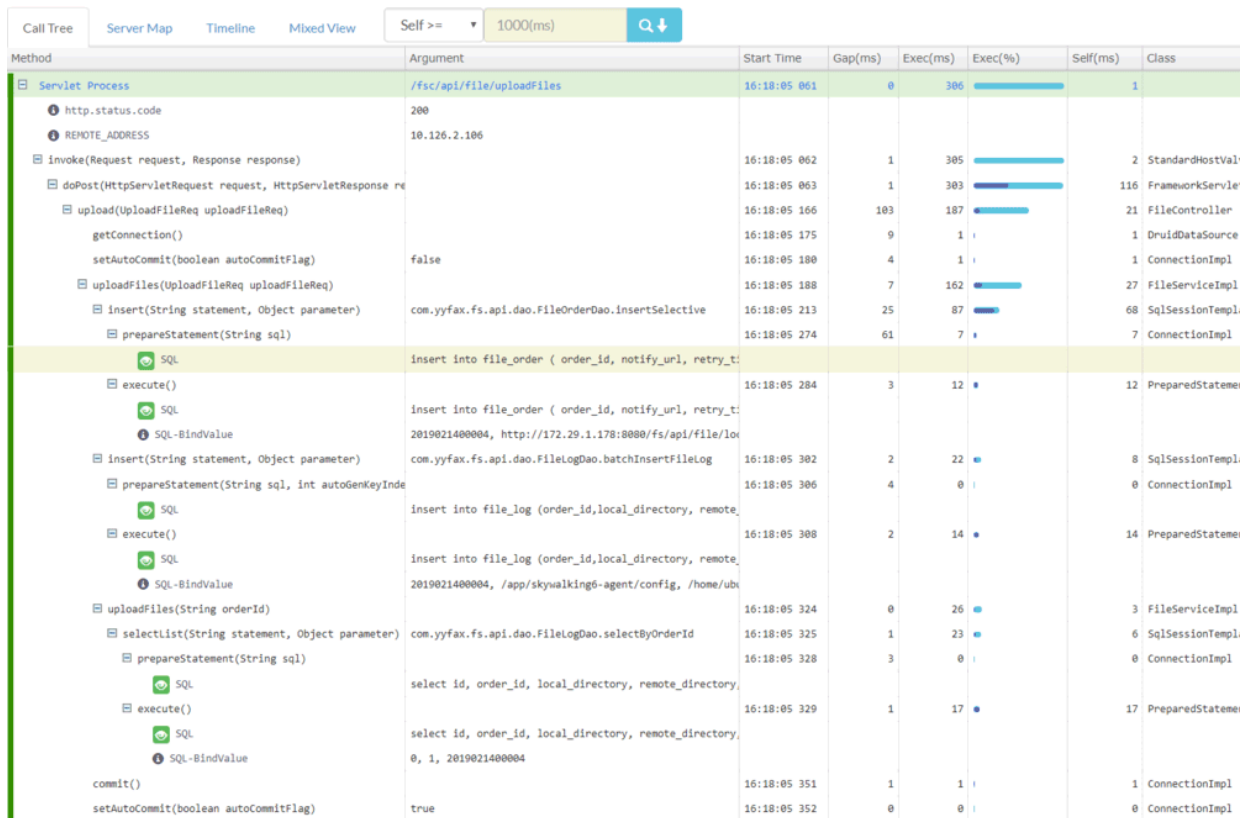 Call Tree Server Map Timeline Mixed View Self >= 1000(ms)
Method Argument Start Time Gap(ms) Exec(ms) Exec(%) Self(ms) Class
Servlet Process /fsc/api/file/uploadFiles 16:18:05 061 0 306 1
http.status.code 200
REMOTE_ADDRESS 10.126.2.106
invoke(Request request, Response response) 16:18:05 062 1 305 2 StandardHostValv
doPost(HttpServletRequest request, HttpServletResponse re 16:18:05 063 1 303 116 FrameworkServlet
upload(UploadFileReq uploadFileReq) 16:18:05 166 103 187 21 FileController
getConnection() 16:18:05 175 9 1 1 DruidDataSource
setAutoCommit(boolean autoCommitFlag) false 16:18:05 180 4 1 1 ConnectionImpl
uploadFiles(UploadFileReq uploadFileReq) 16:18:05 188 7 162 27 FileServiceImpl
insert(String statement, Object parameter) com.yyfax.fs.api.dao.FileOrderDao.insertSelective 16:18:05 213 25 87 68 SqlSessionTempla
prepareStatement(String sql) 16:18:05 274 61 7 7 ConnectionImpl
SQL insert into file_order ( order_id, notify_url, retry_ti
execute() 16:18:05 284 3 12 12 PreparedStatemen
SQL insert into file_order ( order_id, notify_url, retry_ti
SQL-BindValue 2019021400004, http://172.29.1.178:8080/fs/api/file/loc
insert(String statement, Object parameter) com.yyfax.fs.api.dao.FileLogDao.batchInsertFileLog 16:18:05 302 2 22 8 SqlSessionTempla
prepareStatement(String sql, int autoGenKeyInde 16:18:05 306 4 0 0 ConnectionImpl
SQL insert into file_log (order_id,local_directory, remote_
execute() 16:18:05 308 2 14 14 PreparedStatemen
SQL insert into file_log (order_id,local_directory, remote_
SQL-BindValue 2019021400004, /app/skywalking6-agent/config, /home/ubu
uploadFiles(String orderId) 16:18:05 324 0 26 3 FileServiceImpl
selectList(String statement, Object parameter) com.yyfax.fs.api.dao.FileLogDao.selectByOrderId 16:18:05 325 1 23 6 SqlSessionTempla
prepareStatement(String sql) 16:18:05 328 3 0 0 ConnectionImpl
SQL select id, order_id, local_directory, remote_directory,
execute() 16:18:05 329 1 17 17 PreparedStatemen
SQL select id, order_id, local_directory, remote_directory,
SQL-BindValue 0, 1, 2019021400004
commit() 16:18:05 351 1 1 1 ConnectionImpl
setAutoCommit(boolean autoCommitFlag) true 16:18:05 352 0 0 0 ConnectionImpl